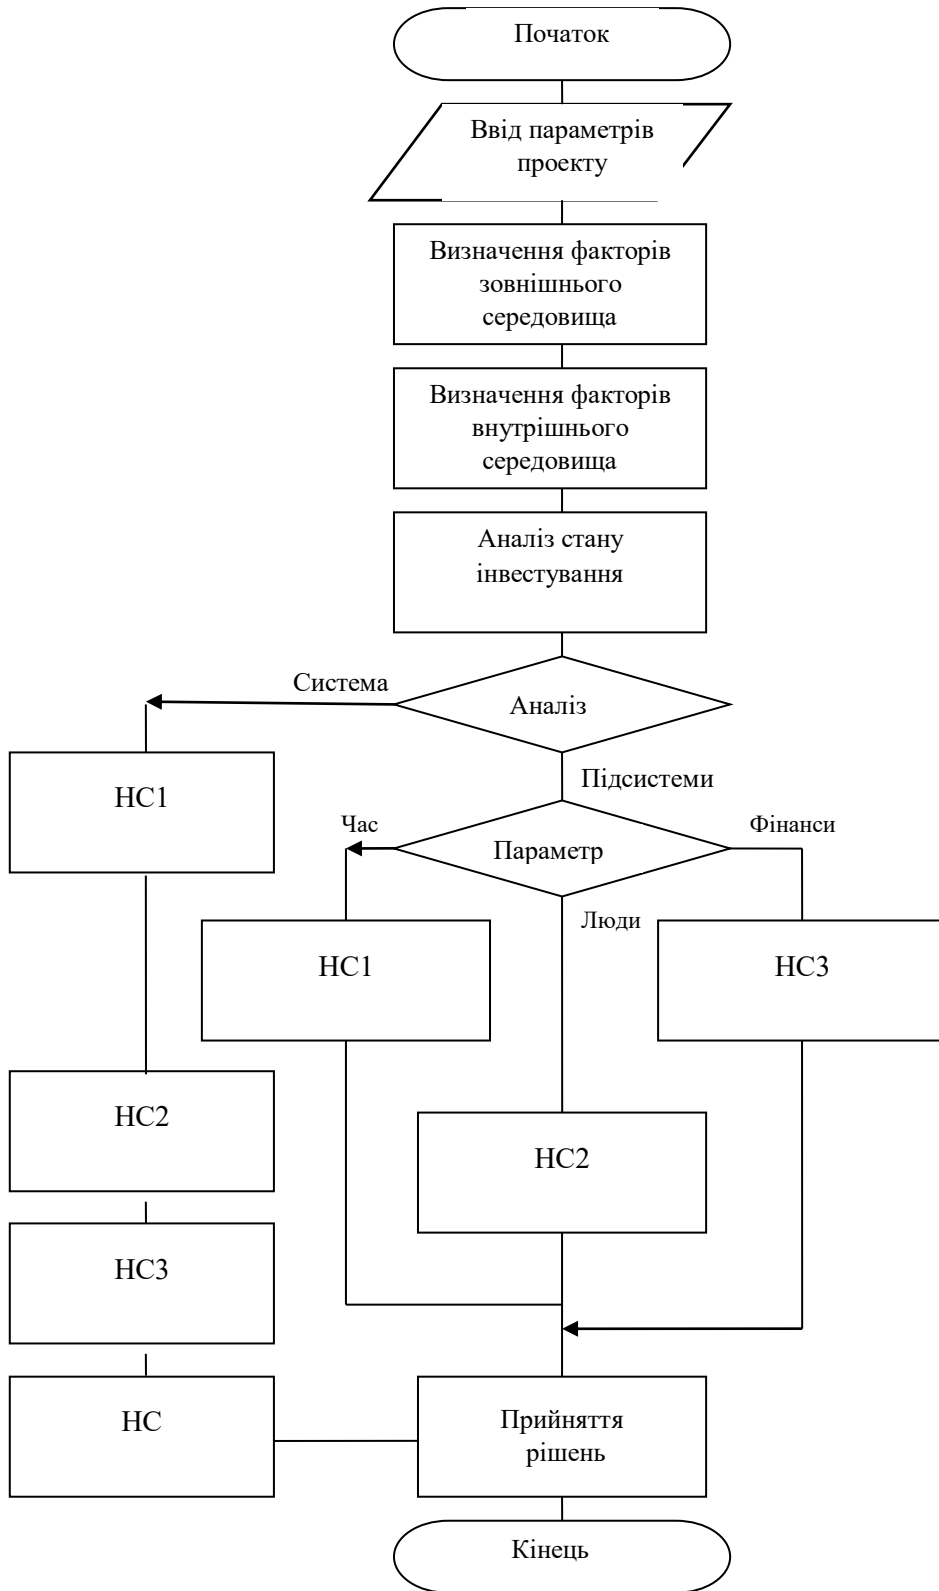 Початок
Ввід параметрів
проекту
Визначення факторів
зовнішнього
середовища
Визначення факторів
внутрішнього
середовища
Аналіз стану
інвестування
Система
Аналіз
Підсистеми
НС1
Час
Параметр
Фінанси
Люди
НС1
НС3
НС2
НС2
НС3
НС
Прийняття
рішень
Кінець